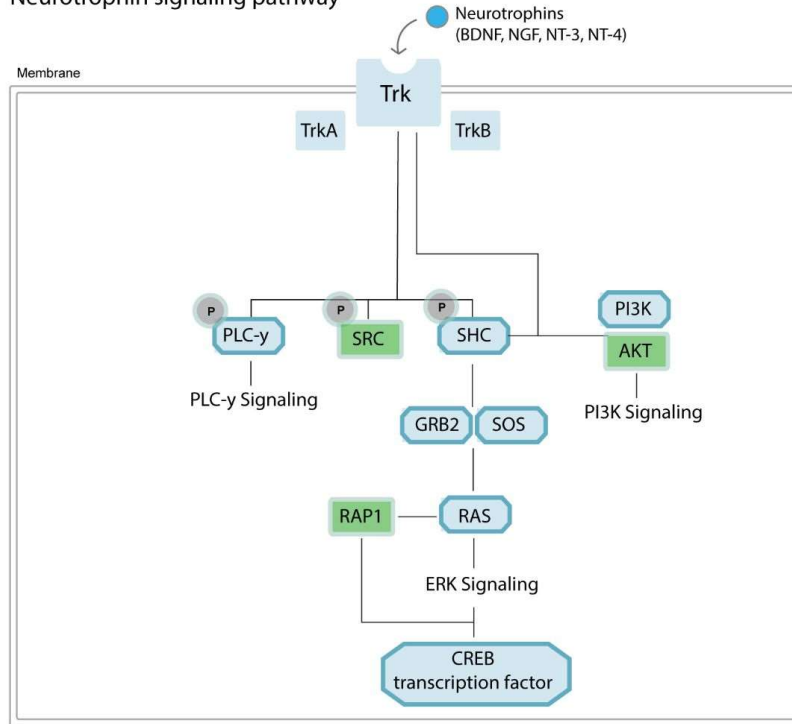 Neurotrophin signaling pathway
Neurotrophins
(BDNF, NGF, NT-3, NT-4)
Membrane
Trk
TrkA
TrkB
P
P
P
PLC-y
SRC
SHC
PI3K
AKT
PLC-y Signaling
PI3K Signaling
GRB2
SOS
RAP1
RAS
ERK Signaling
CREB
transcription factor